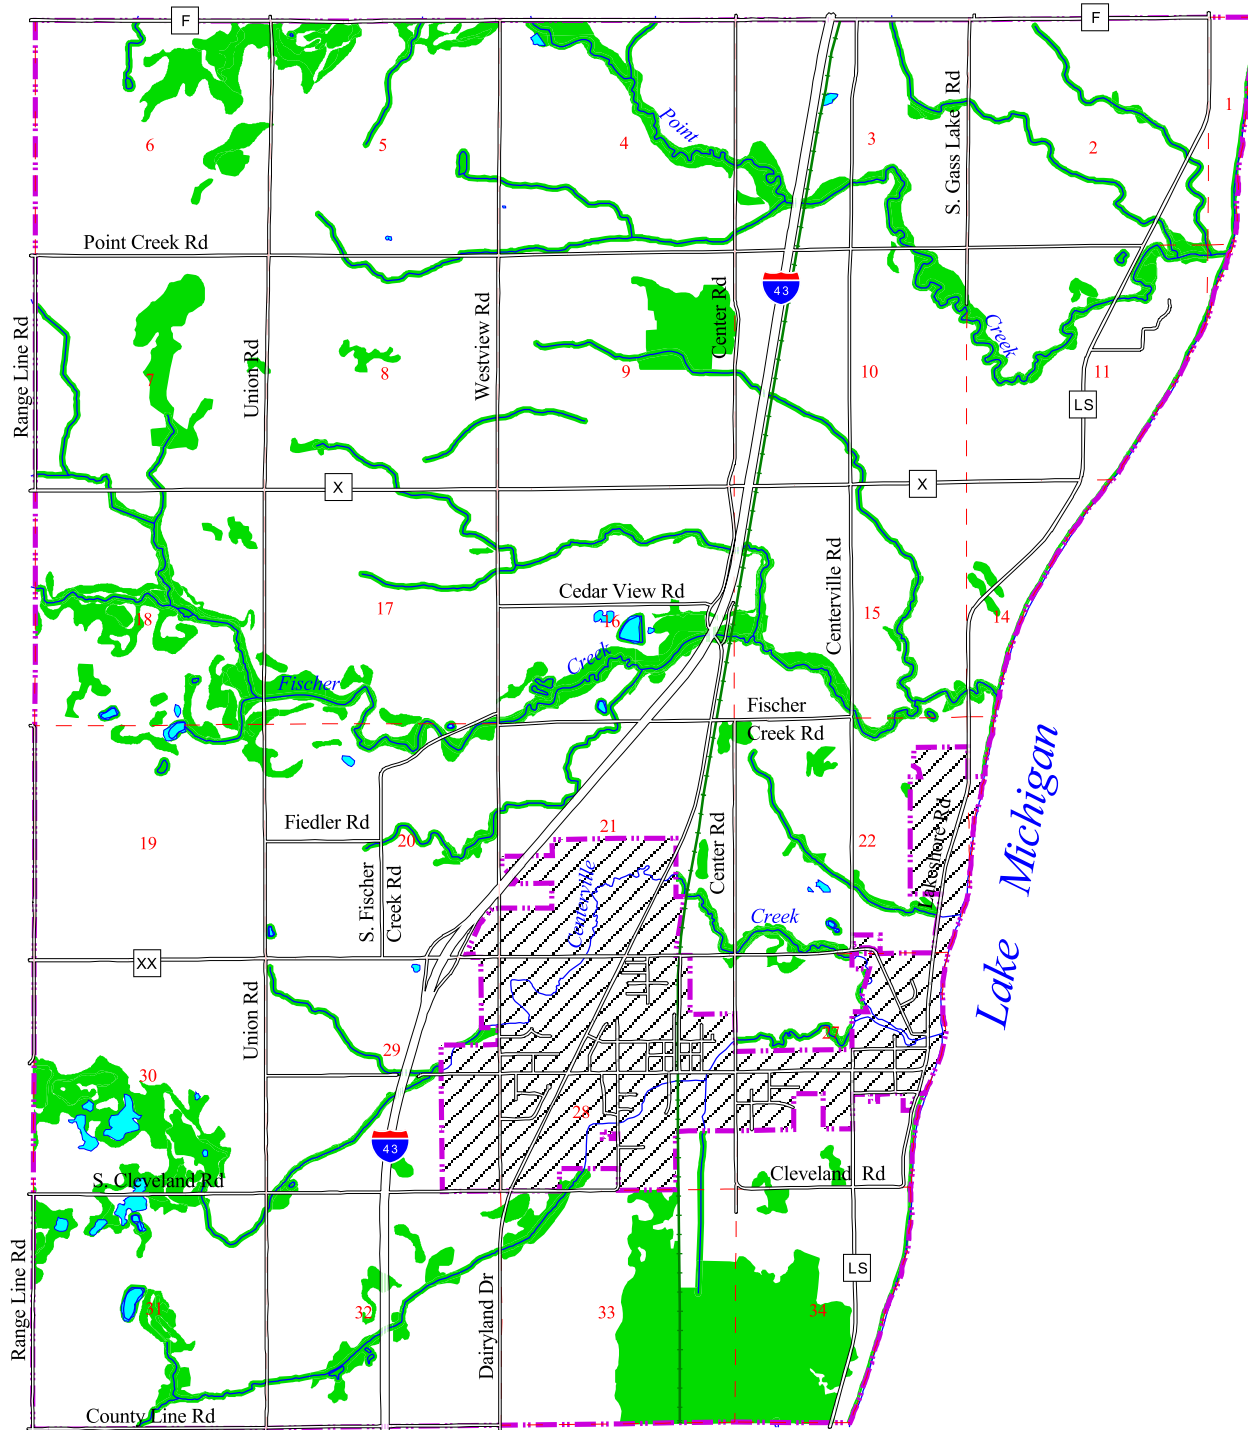 F
F
1
6
5
4
3
2
Point
S. Gass Lake Rd
Point Creek Rd
43
Range Line Rd
Union Rd
Westview Rd
Center Rd
Creek
7
8
9
10
11
LS
X
X
Centerville Rd
Cedar View Rd
18
17
16
15
14
Creek
Fischer
Fischer
Creek Rd
Lake Michigan
Fiedler Rd
19
20
21
22
S. Fischer
Creek Rd
Center Rd
Lakeshore Rd
Centerville
Creek
XX
Union Rd
30
29
28
27
43
S. Cleveland Rd
Cleveland Rd
LS
Range Line Rd
Dairyland Dr
31
32
33
34
County Line Rd